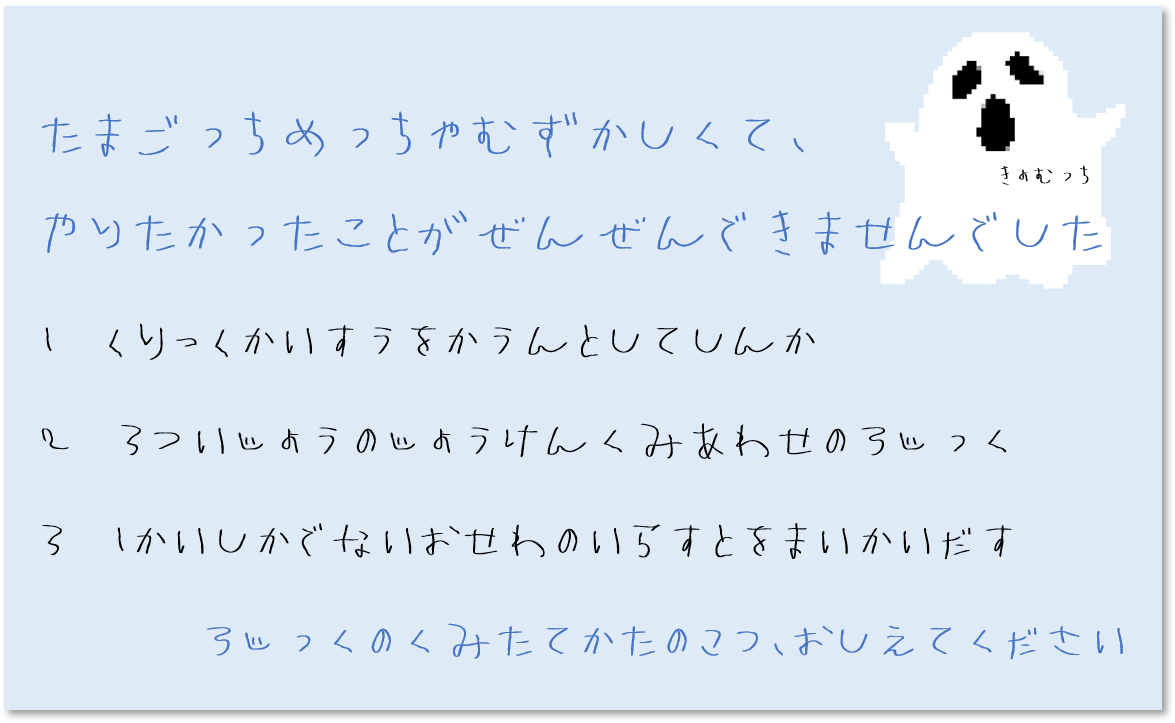 たまごっちめっちゃむずかしくて、
きょむっち
やりたかったことがぜんぜんできませんでした
1 くりっくかいすうをかうんとしてしんか
2 3ついじょうのじょうけんくみあわせのろじっく
3 1かいしかでないおせわのいらすとをまいかいだす
ろじっくのくみたてかたのこつ、おしえてください